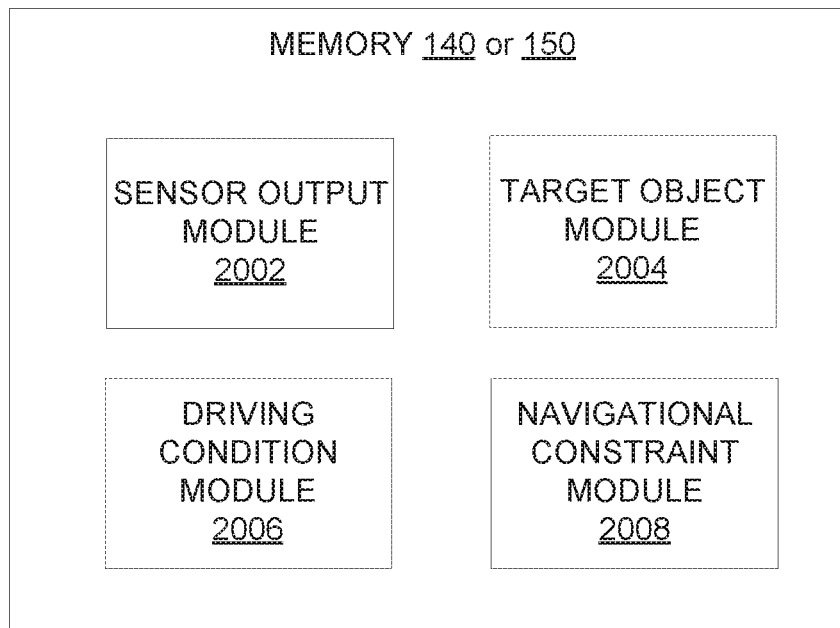 MEMORY 140 or 150
SENSOR OUTPUT
MODULE
2002
TARGET OBJECT
MODULE
2004
DRIVING
CONDITION
MODULE
2006
NAVIGATIONAL
CONSTRAINT
MODULE
2008